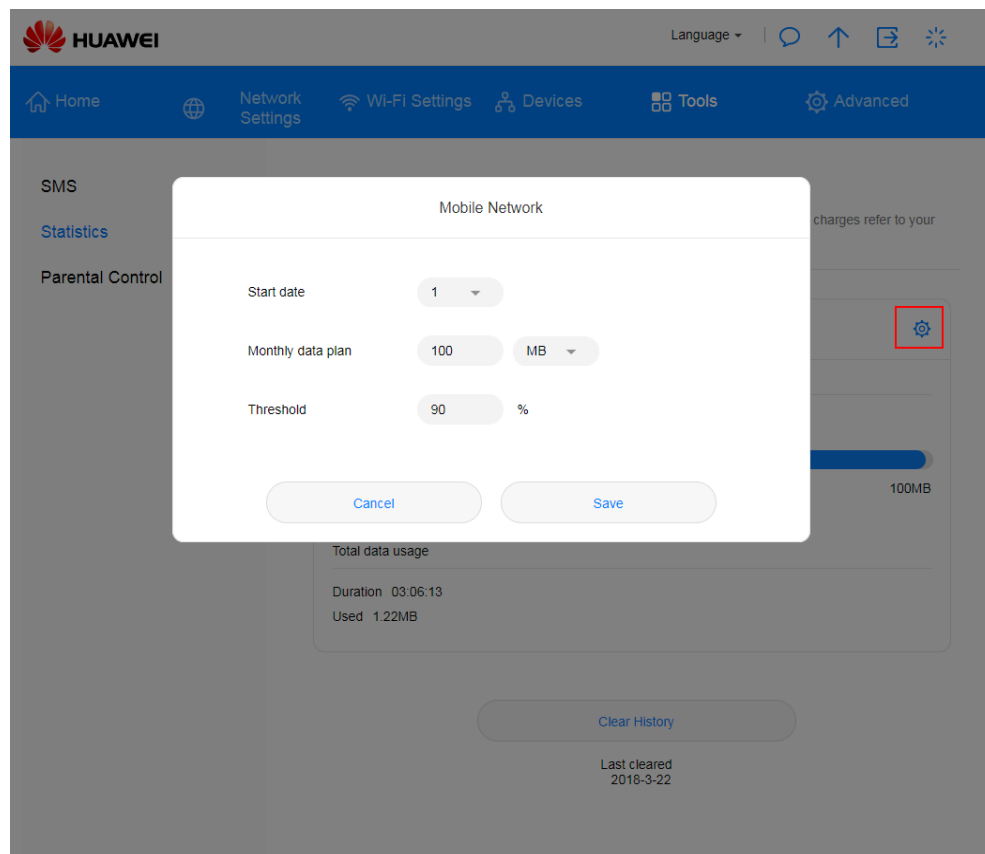 HUAWEI
Language
Home
Network
Settings
Wi-Fi Settings
Devices
Tools
Advanced
SMS
Statistics
Parental Control
charges refer to your
Mobile Network
Start date 1
Monthly data plan 100 MB
Threshold 90 %
Cancel Save
100MB
Total data usage
Duration 03:06:13
Used 1.22MB
Clear History
Last cleared
2018-3-22